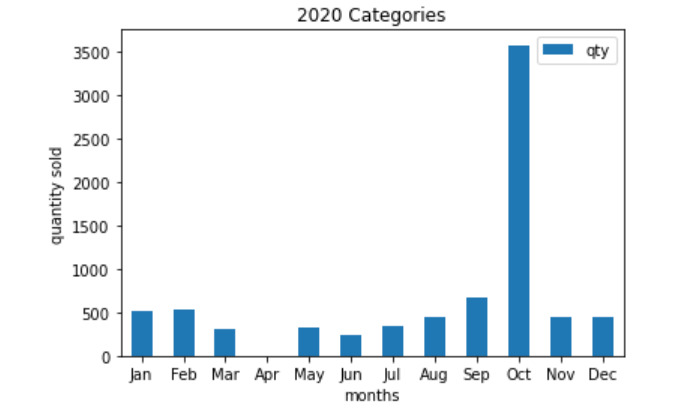 2020 Categories
qty
quantity sold
3500
3000
2500
2000
1500
1000
500
0
Jan Feb Mar Apr May Jun Jul Aug Sep Oct Nov Dec
months